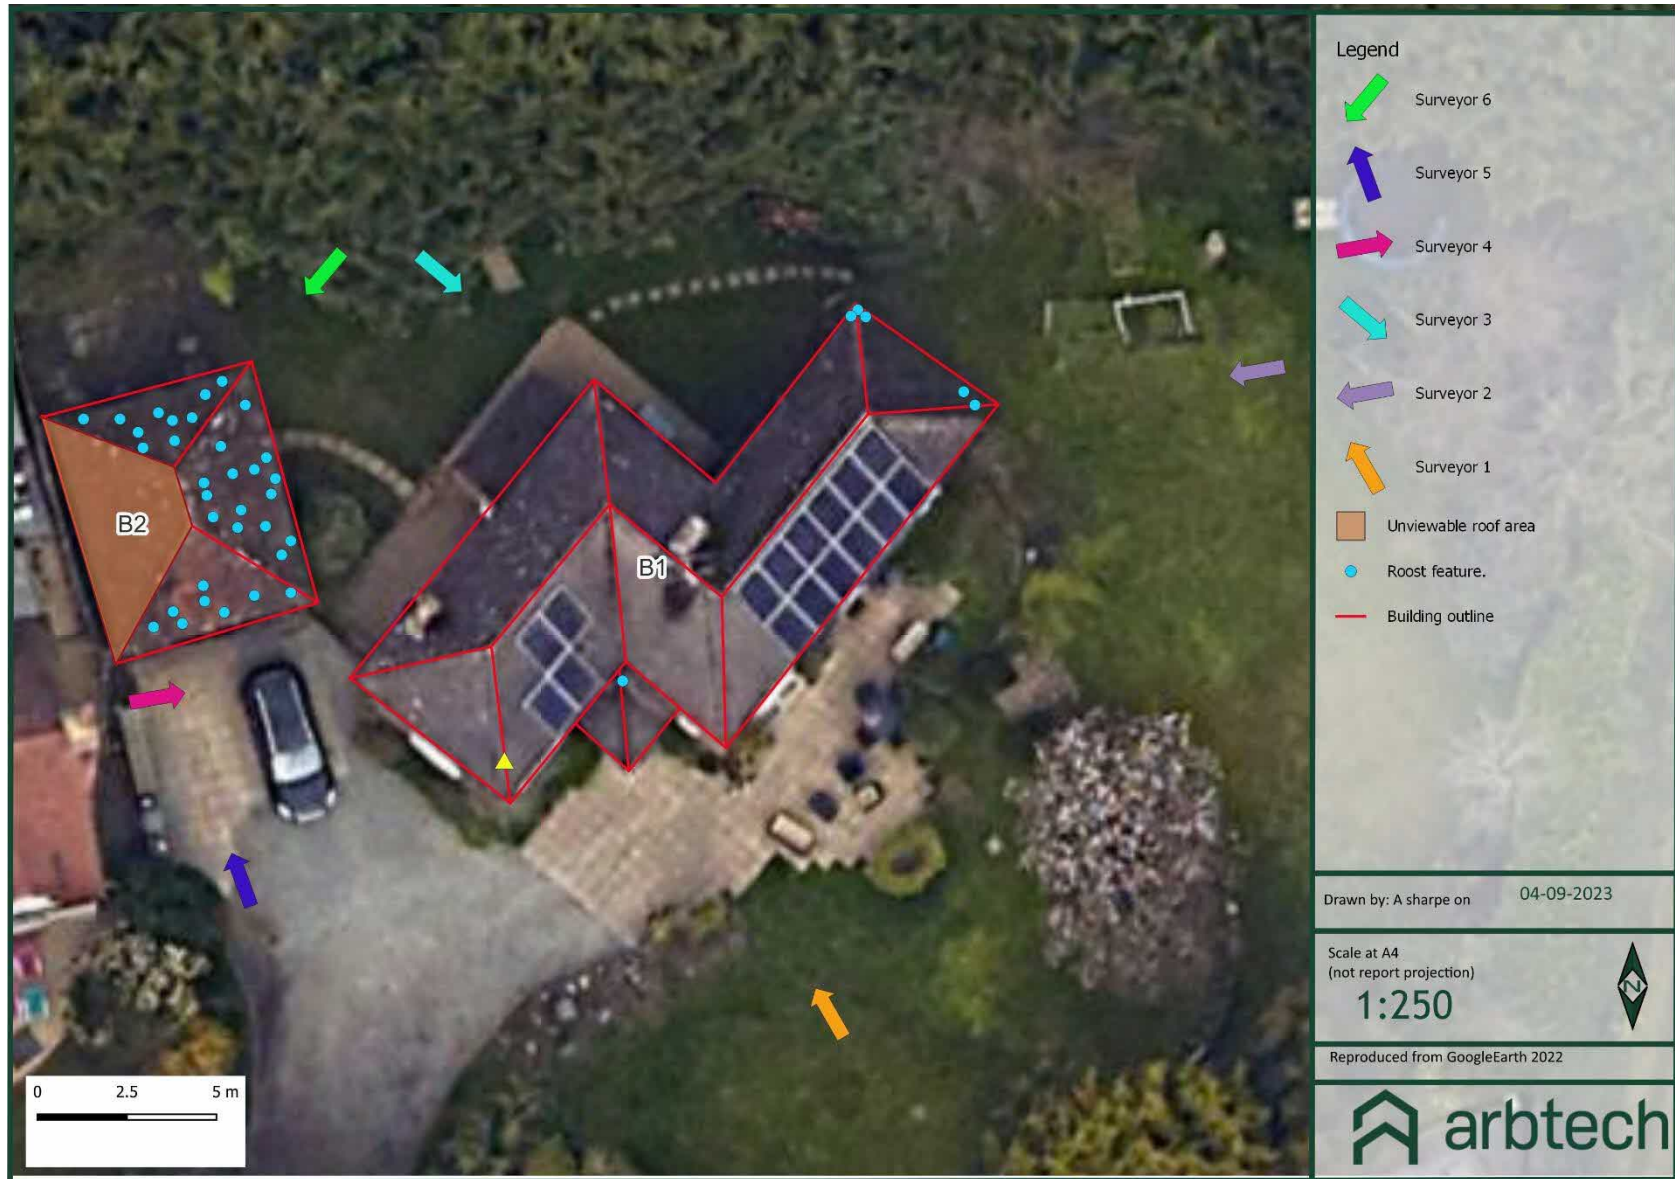 Legend
Surveyor 6
Surveyor 5
Surveyor 4
Surveyor 3
Surveyor 2
Surveyor 1
Unviewable roof area
Roost feature.
Building outline
B2
B1
Drawn by: A sharpe on 04-09-2023
Scale at A4
(not report projection)
1:250
N
Reproduced from GoogleEarth 2022
0 2.5 5 m
arbtech